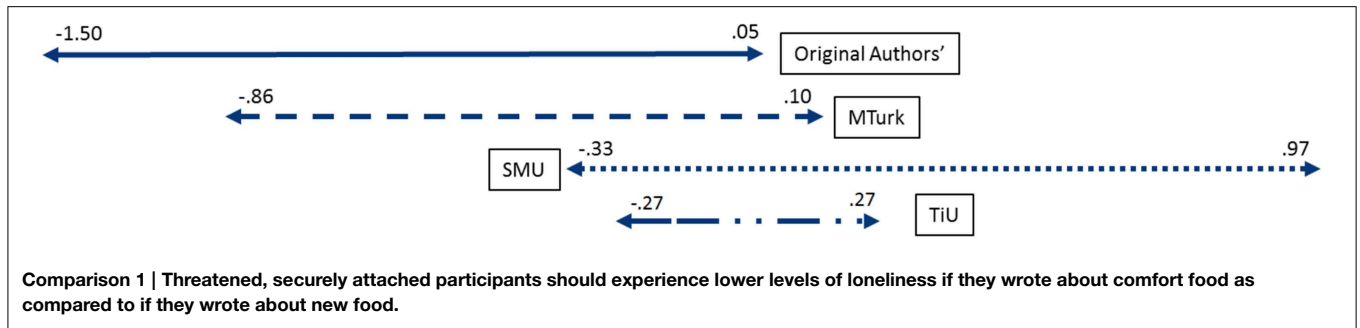 -1.50 .05 Original Authors'
-.86 .10 MTurk
SMU -.33 .97
-.27 .27 TiU
Comparison 1 | Threatened, securely attached participants should experience lower levels of loneliness if they wrote about comfort food as
compared to if they wrote about new food.